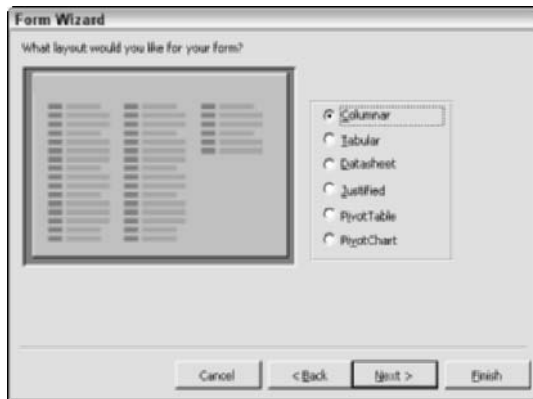 Form Wizard
What layout would you like for your form?
Columnar
Tabular
Datasheet
Justified
PivotTable
PivotChart
Cancel
< Back
Next >
Finish